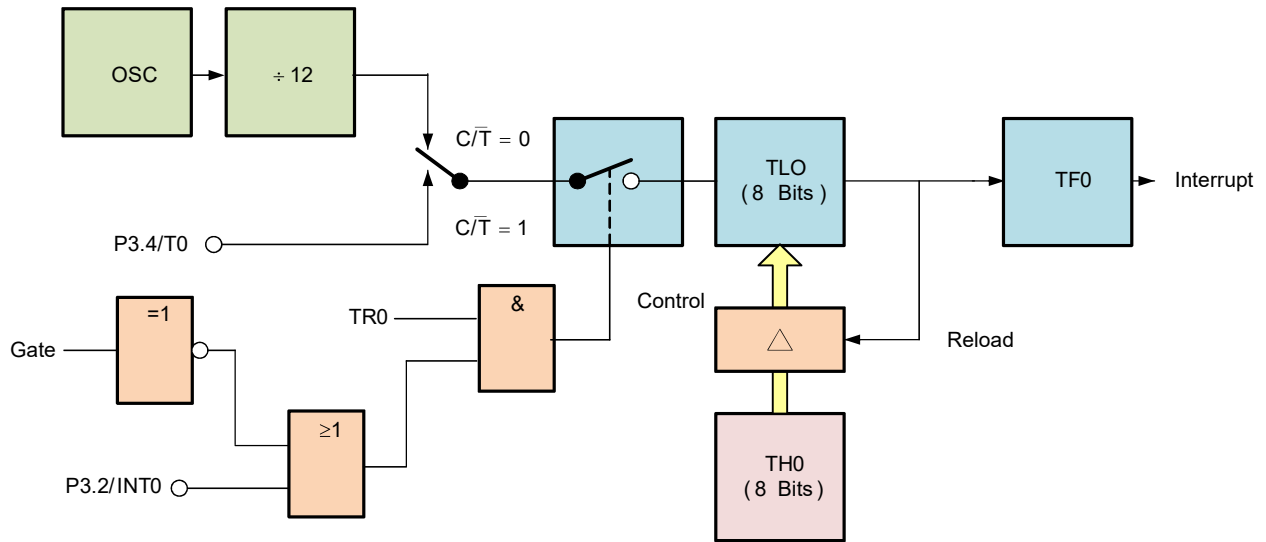 OSC
÷ 12
C/T̅ = 0
TLO
( 8 Bits )
TF0
Interrupt
C/T̅ = 1
P3.4/T0
=1
&
Control
TR0
△
Reload
Gate
≥1
TH0
( 8 Bits )
P3.2/INT0